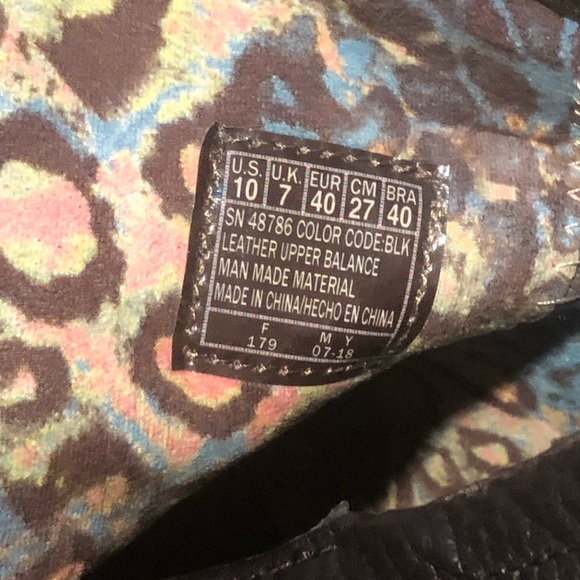 U.S. U.K. EUR CM BRA
10 7 40 27 40
SN 48786 COLOR CODE:BLK
LEATHER UPPER BALANCE
MAN MADE MATERIAL
MADE IN CHINA/HECHO EN CHINA
F M Y
179 07-18